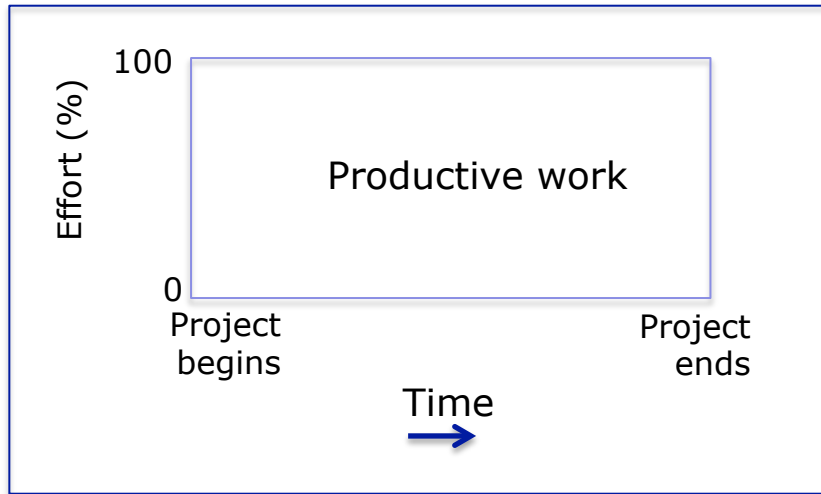 100
Effort (%)
Productive work
0
Project
begins
Project
ends
Time